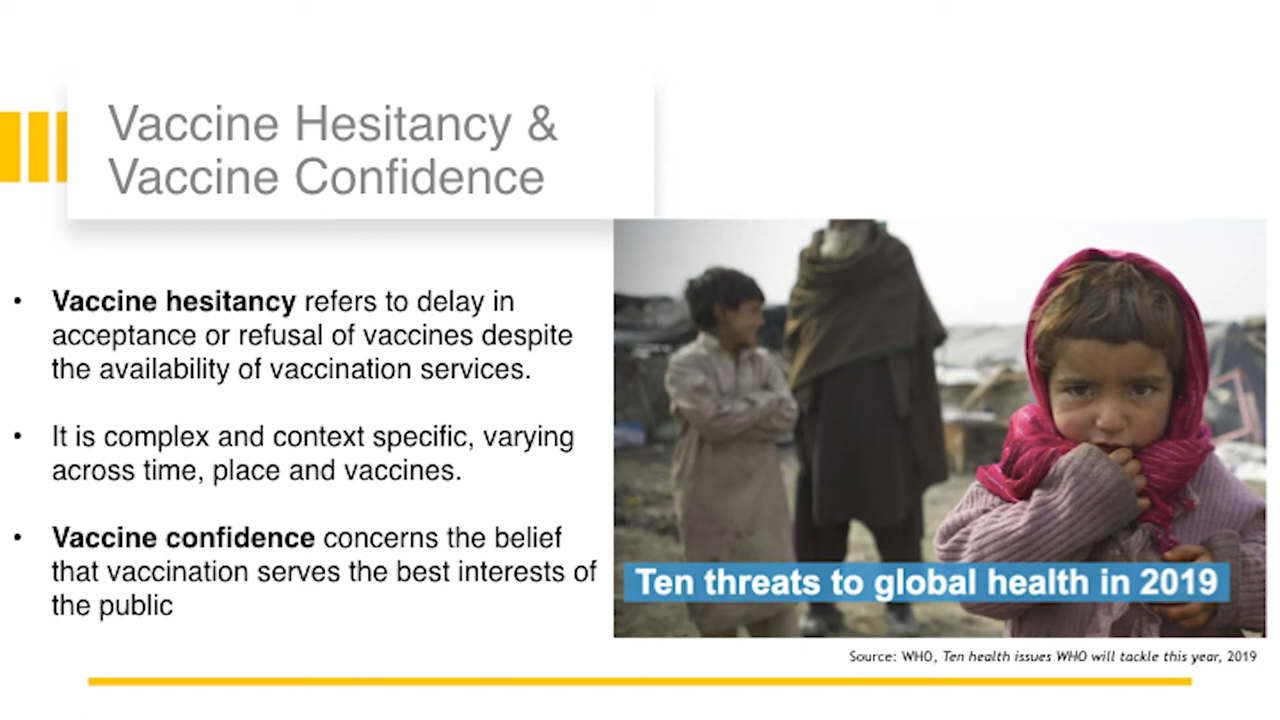 Vaccine Hesitancy &
Vaccine Confidence
• Vaccine hesitancy refers to delay in
acceptance or refusal of vaccines despite
the availability of vaccination services.
• It is complex and context specific, varying
across time, place and vaccines.
• Vaccine confidence concerns the belief
that vaccination serves the best interests of
the public
Ten threats to global health in 2019
Source: WHO, Ten health issues WHO will tackle this year, 2019